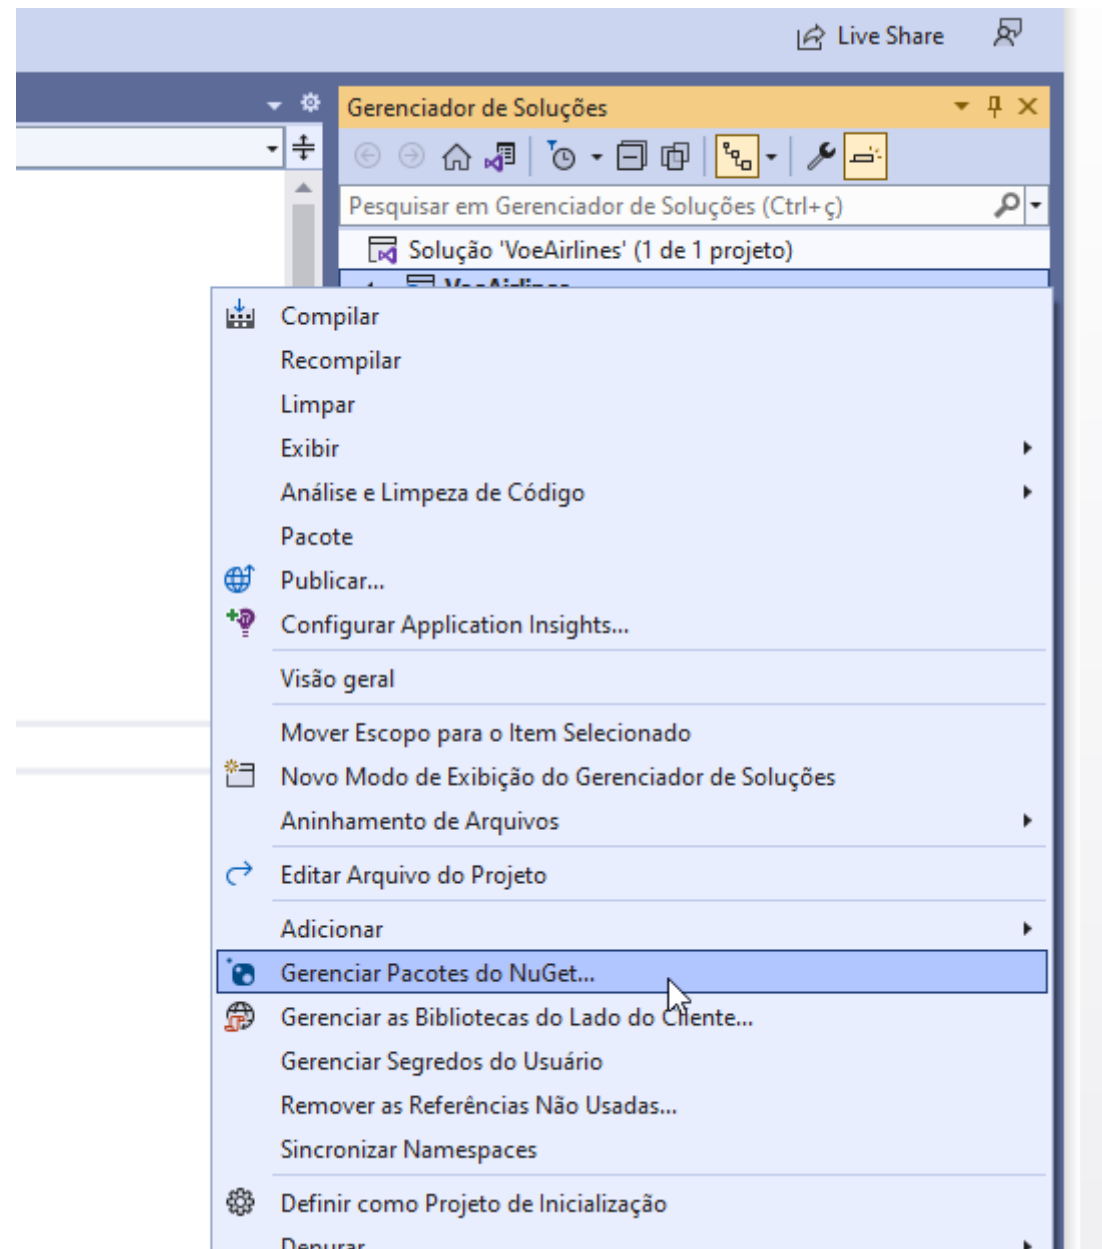 Live Share
Gerenciador de Soluções
Pesquisar em Gerenciador de Soluções (Ctrl+ç)
Solução 'VoeAirlines' (1 de 1 projeto)
VoeAirlines
Compilar
Recompilar
Limpar
Exibir
Análise e Limpeza de Código
Pacote
Publicar...
Configurar Application Insights...
Visão geral
Mover Escopo para o Item Selecionado
Novo Modo de Exibição do Gerenciador de Soluções
Aninhamento de Arquivos
Editar Arquivo do Projeto
Adicionar
Gerenciar Pacotes do NuGet...
Gerenciar as Bibliotecas do Lado do Cliente...
Gerenciar Segredos do Usuário
Remover as Referências Não Usadas...
Sincronizar Namespaces
Definir como Projeto de Inicialização
Depurar